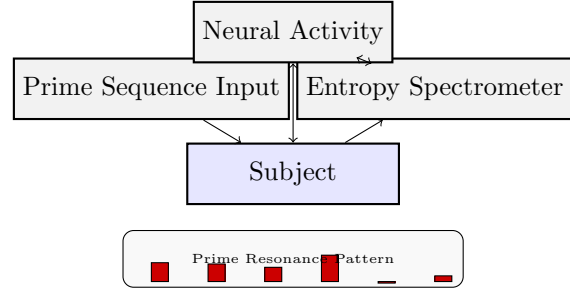 Neural Activity
Prime Sequence Input
Entropy Spectrometer
Subject
Prime Resonance Pattern